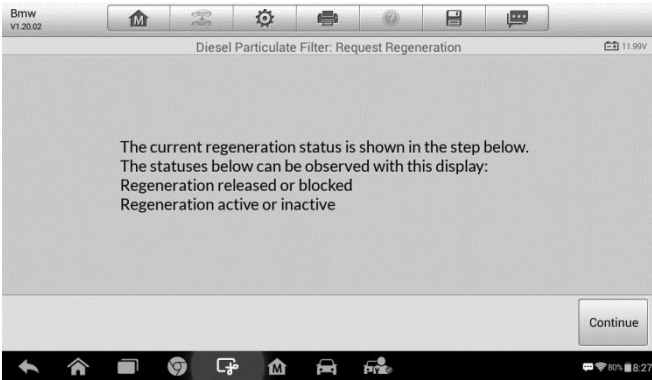 Bmw
V1.20.02
M
?
Diesel Particulate Filter: Request Regeneration
11.99V
The current regeneration status is shown in the step below.
The statuses below can be observed with this display:
Regeneration released or blocked
Regeneration active or inactive
Continue
M
80% 8:27